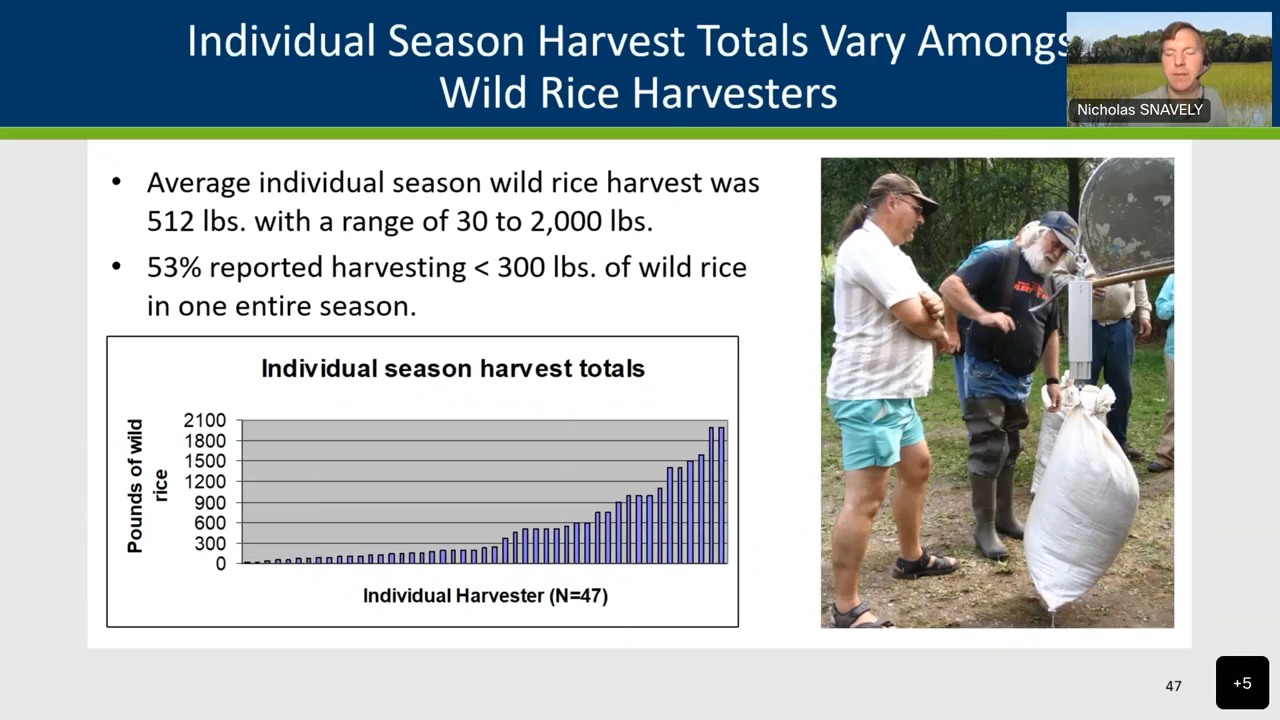 Individual Season Harvest Totals Vary Amongs
Wild Rice Harvesters
Nicholas SNAVELY
• Average individual season wild rice harvest was
512 lbs. with a range of 30 to 2,000 lbs.
• 53% reported harvesting < 300 lbs. of wild rice
in one entire season.
Individual season harvest totals
Pounds of wild
rice
2100
1800
1500
1200
900
600
300
0
Individual Harvester (N=47)
47
+5